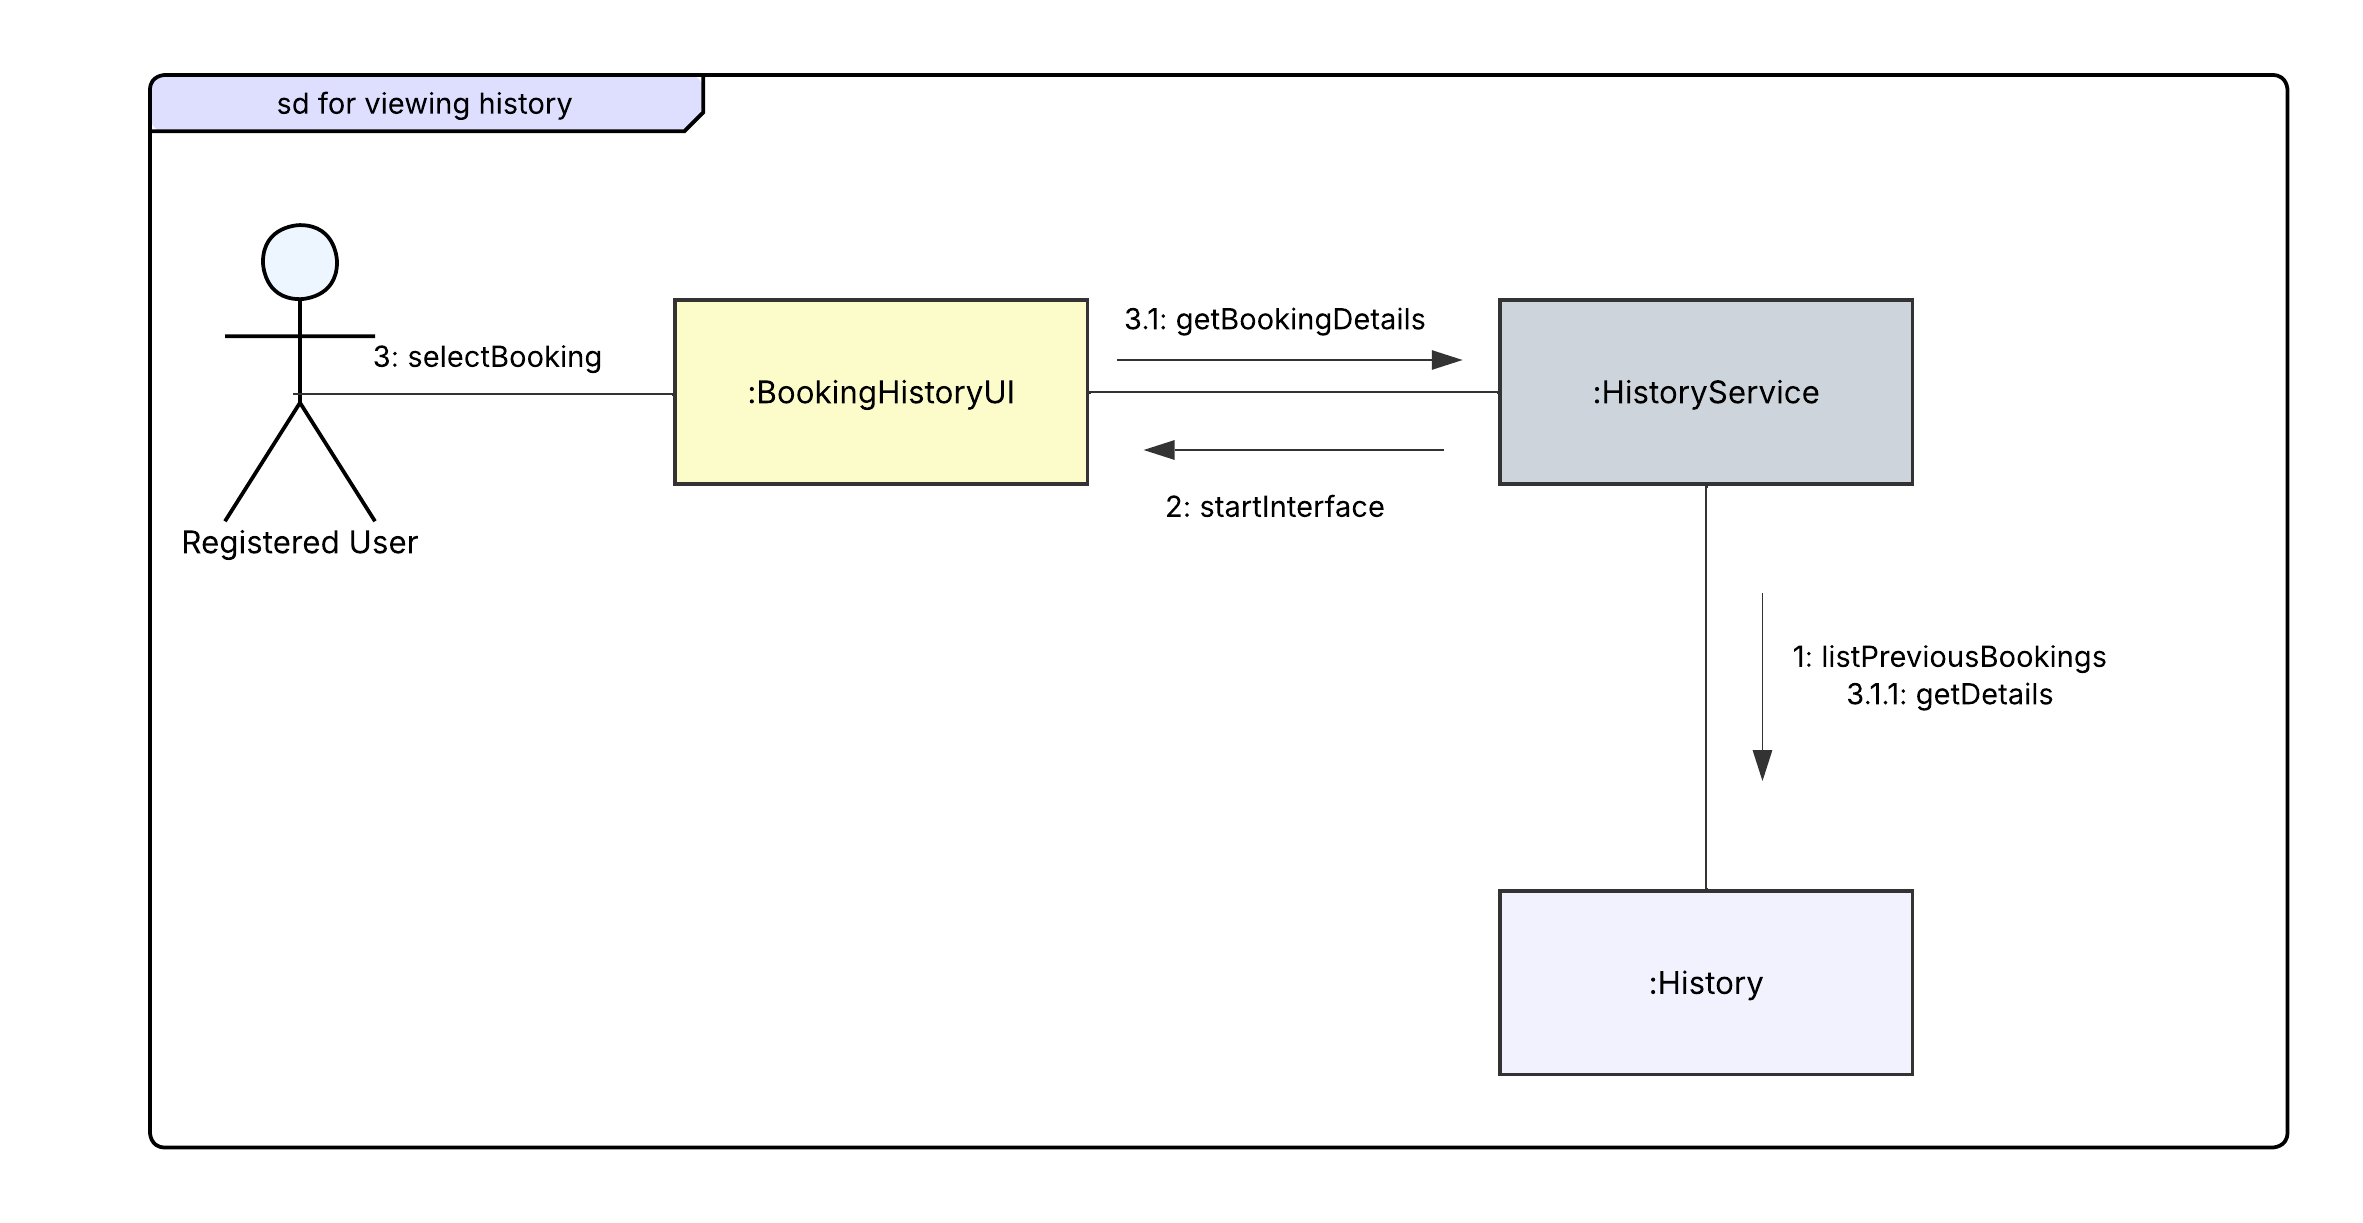 sd for viewing history
3: selectBooking
Registered User
:BookingHistoryUI
3.1: getBookingDetails
2: startInterface
:HistoryService
1: listPreviousBookings
3.1.1: getDetails
:History